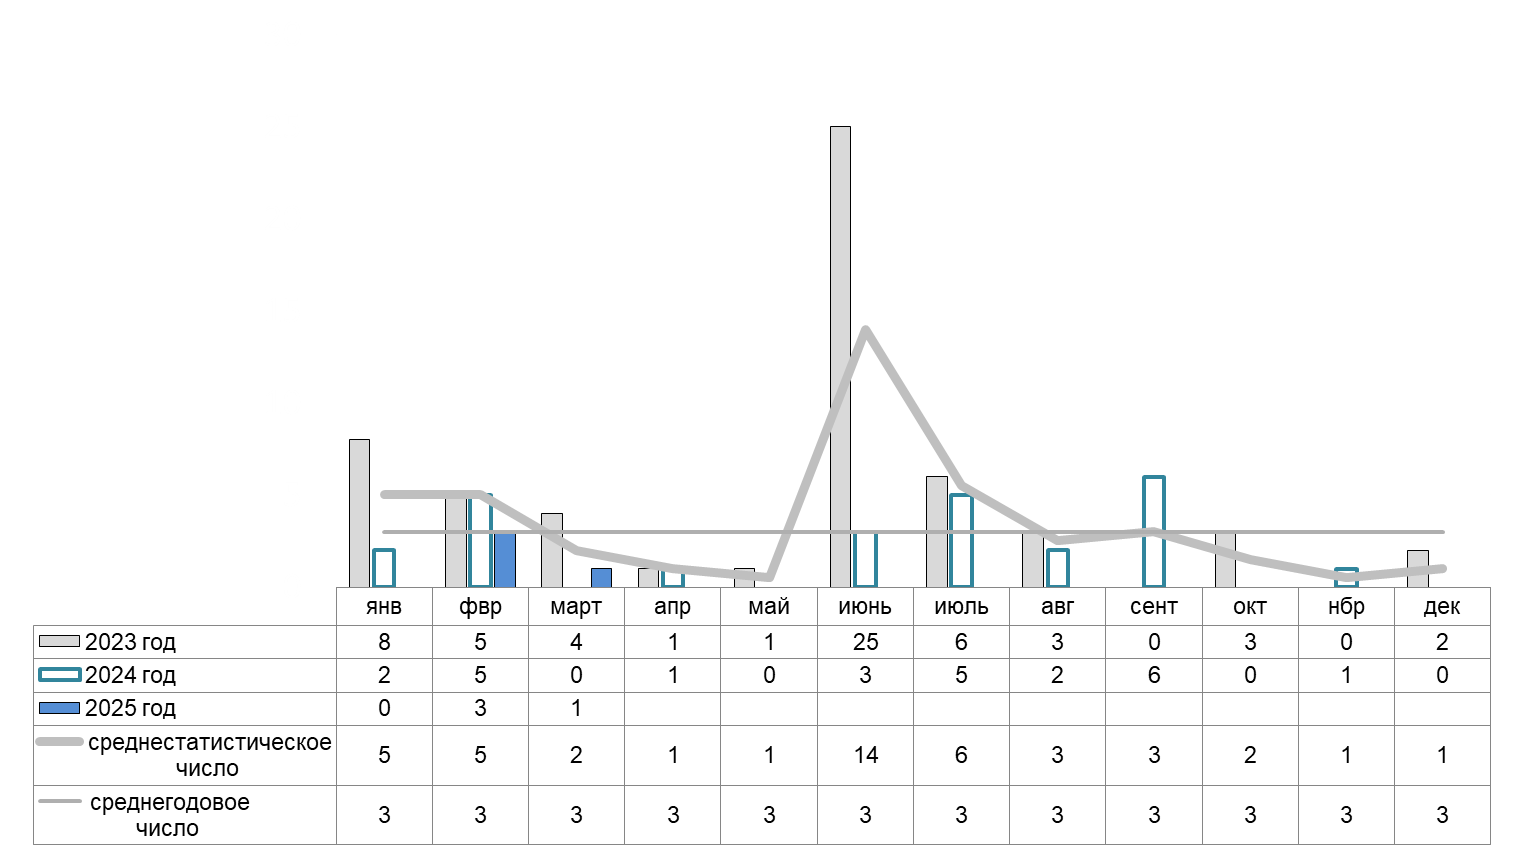 янв фвр март апр май июнь июль авг сент окт нбр дек
2023 год 8 5 4 1 1 25 6 3 0 3 0 2
2024 год 2 5 0 1 0 3 5 2 6 0 1 0
2025 год 0 3 1
среднестатистическое
число 5 5 2 1 1 14 6 3 3 2 1 1
среднегодовое
число 3 3 3 3 3 3 3 3 3 3 3 3